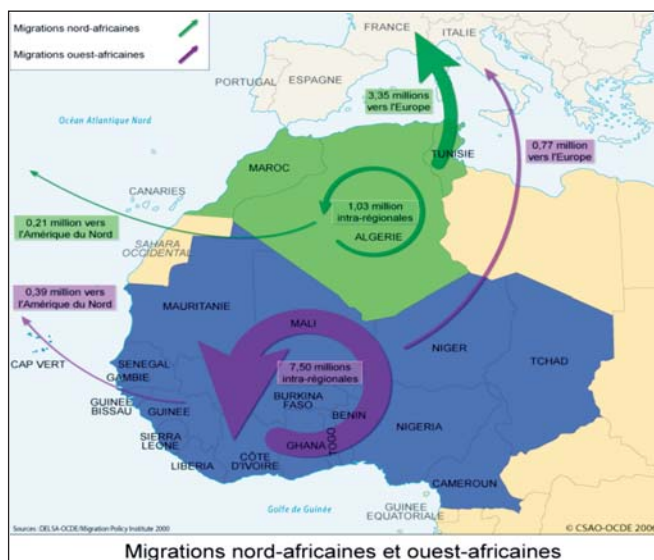 Migrations nord-africaines
Migrations ouest-africaines
FRANCE
ITALIE
PORTUGAL
ESPAGNE
3,35 millions
vers l'Europe
Océan Atlantique Nord
0,77 million
vers l'Europe
TUNISIE
MAROC
CANARIES
1,03 million
intra-régionales
ALGERIE
0,21 million vers
l'Amérique du Nord
SAHARA
OCCIDENTAL
0,39 million vers
l'Amérique du Nord
MAURITANIE
MALI
NIGER
TCHAD
CAP VERT
SENEGAL
GAMBIE
7,50 millions
intra-régionales
GUINEE
BISSAU
GUINEE
BURKINA
FASO
BENIN
NIGERIA
SIERRA
LEONE
GHANA
TOGO
LIBERIA
CÔTE
D'IVOIRE
CAMEROUN
Golfe de Guinée
GUINEE
EQUATORIALE
Sources: DELSA-OCDE/Migration Policy Institute 2000
© CSAO-OCDE 2006
Migrations nord-africaines et ouest-africaines